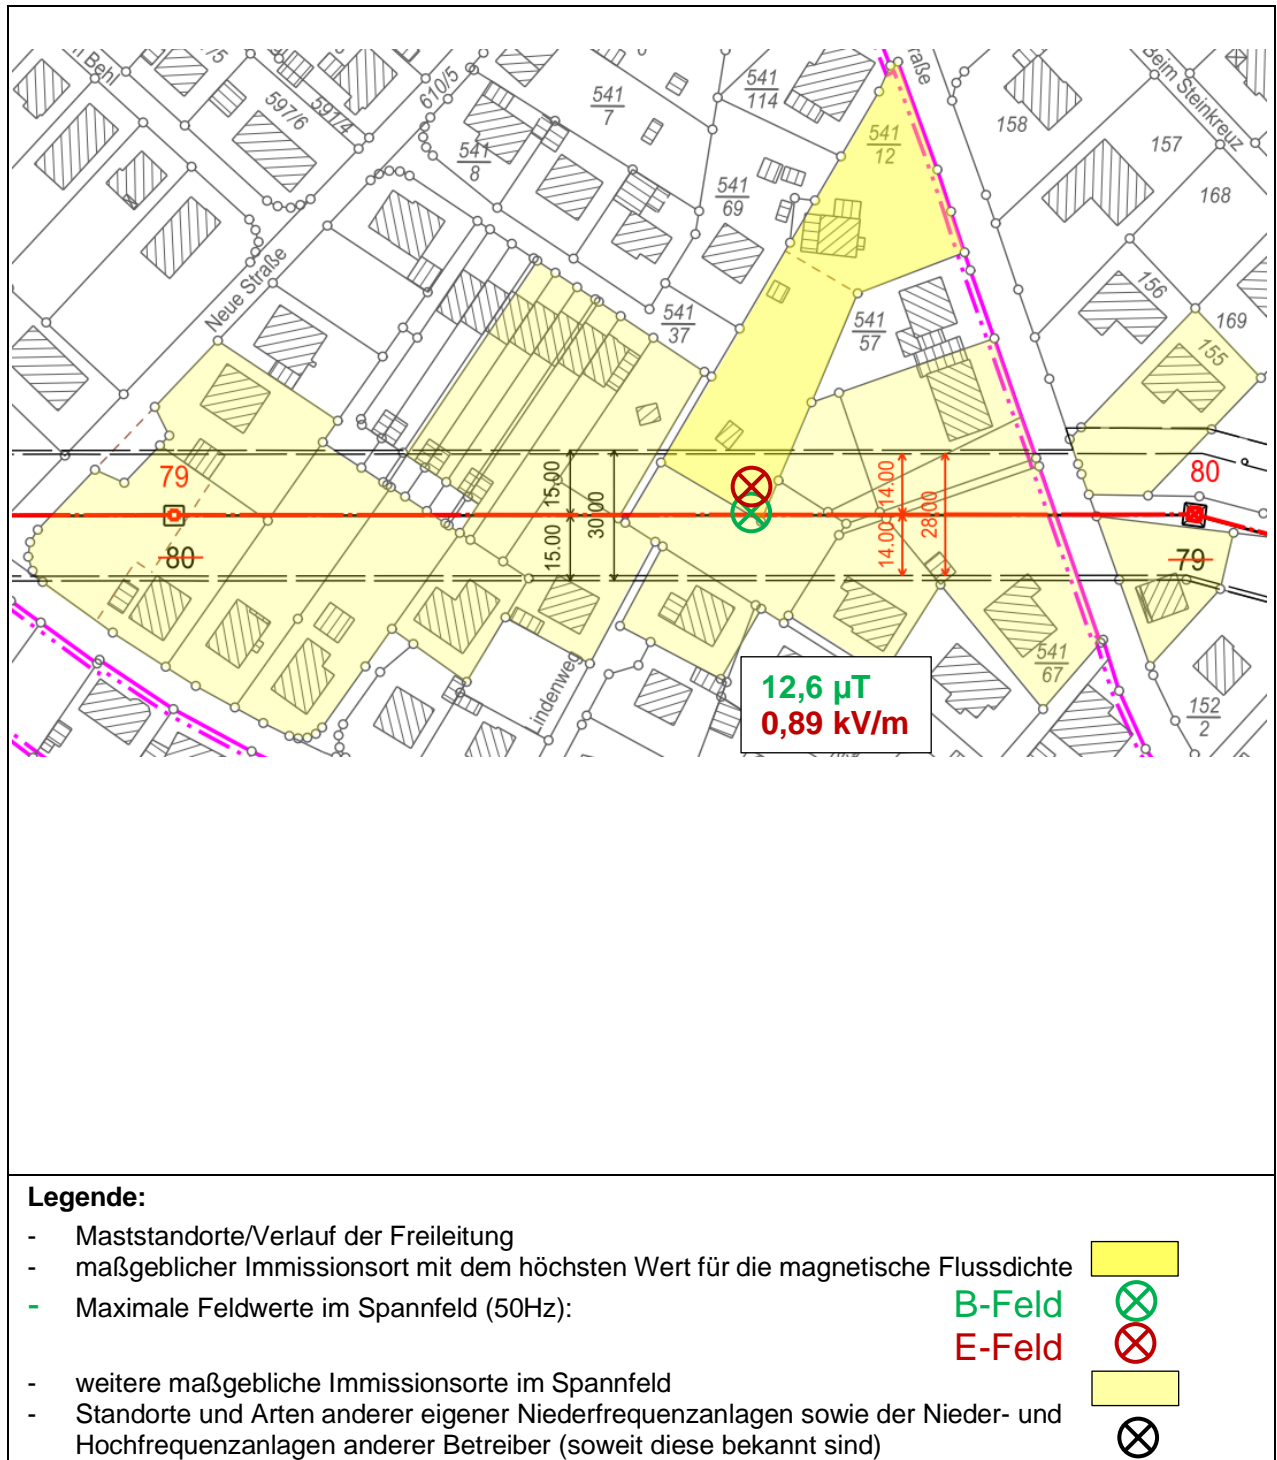 Behl
/5
597/6
591/4
610/5
541
7
541
8
541
114
541
69
541
12
raße
158
Beim Steinkreuz
157
168
156
169
155
Neue Straße
541
37
541
57
79
80
15.00
15.00
30.00
14.00
14.00
28.00
80
79
541
67
152
2
Lindenweg
12,6 µT
0,89 kV/m
Legende:
- Maststandorte/Verlauf der Freileitung
- maßgeblicher Immissionsort mit dem höchsten Wert für die magnetische Flussdichte
- Maximale Feldwerte im Spannfeld (50Hz): B-Feld
E-Feld
- weitere maßgebliche Immissionsorte im Spannfeld
- Standorte und Arten anderer eigener Niederfrequenzanlagen sowie der Nieder- und
Hochfrequenzanlagen anderer Betreiber (soweit diese bekannt sind)